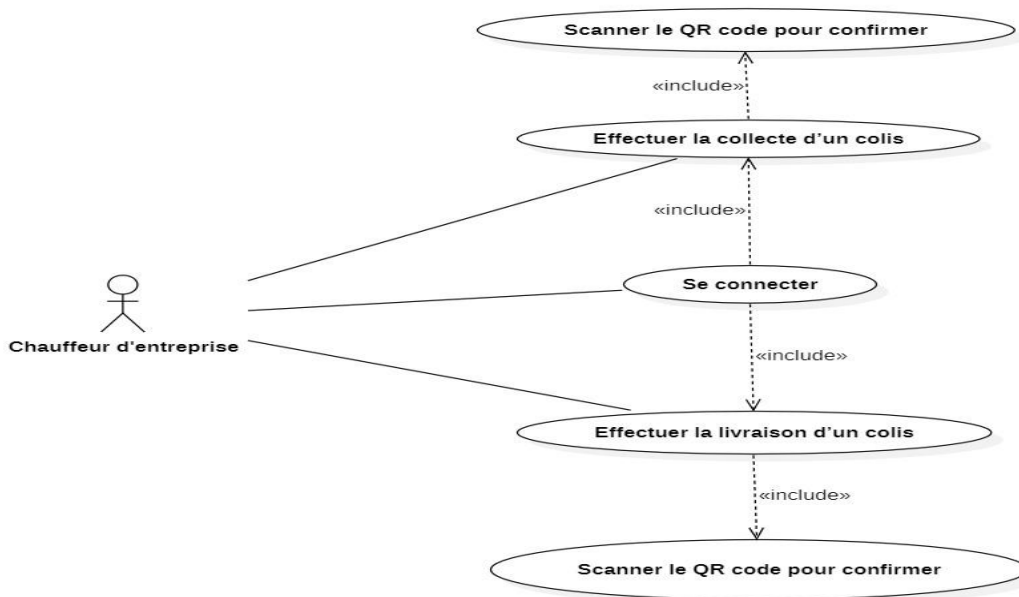 Scanner le QR code pour confirmer
«include»
Effectuer la collecte d’un colis
«include»
Se connecter
Chauffeur d'entreprise
«include»
Effectuer la livraison d’un colis
«include»
Scanner le QR code pour confirmer